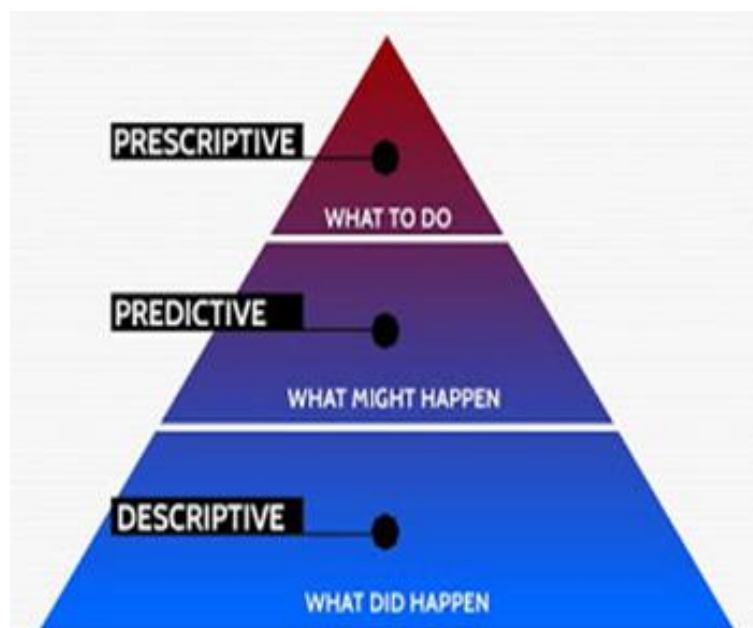 PRESCRIPTIVE
WHAT TO DO
PREDICTIVE
WHAT MIGHT HAPPEN
DESCRIPTIVE
WHAT DID HAPPEN